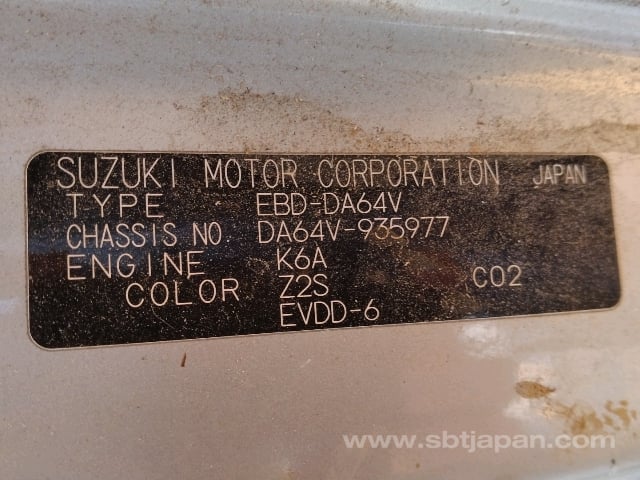 SUZUKI MOTOR CORPORATION JAPAN
TYPE EBD-DA64V
CHASSIS NO. DA64V-935977
ENGINE K6A
COLOR Z2S C02
EVDD-6
www.sbtjapan.com